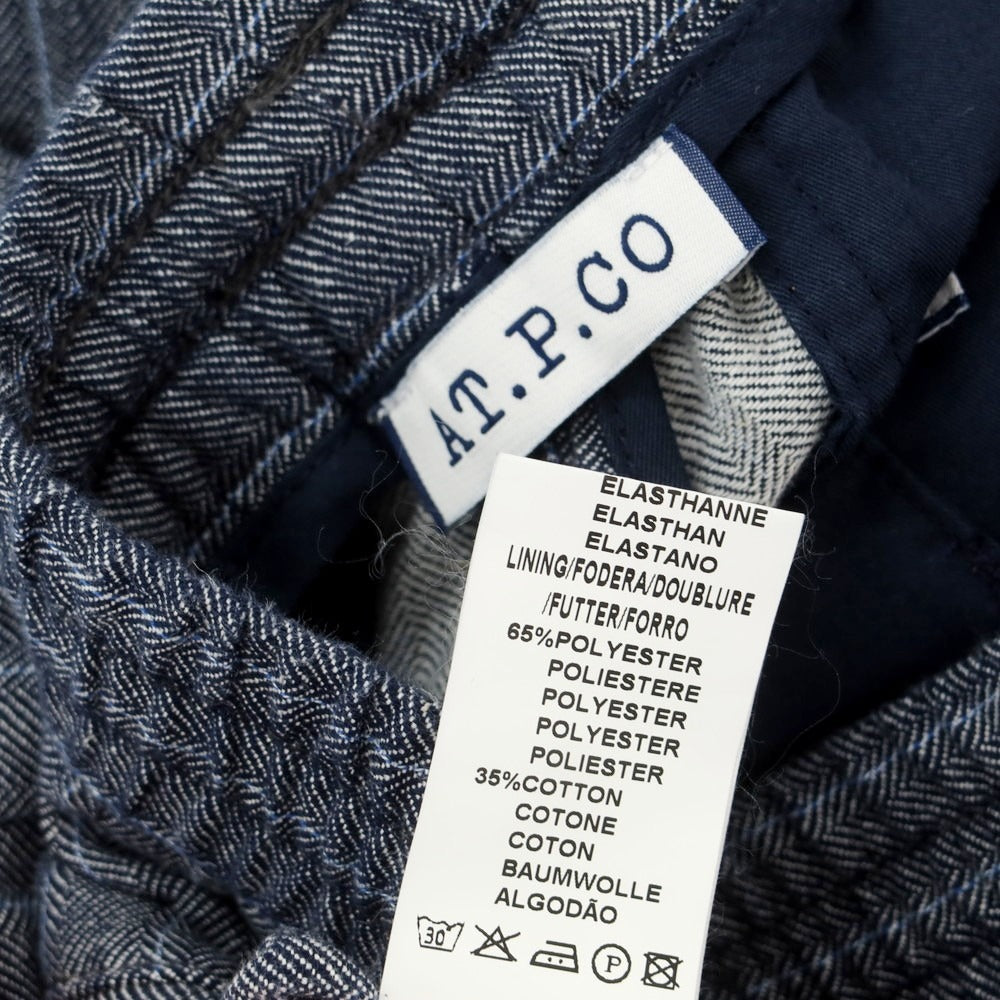 AT.P.CO
ELASTHANNE
ELASTHAN
ELASTANO
LINING/FODERA/DOUBLURE
/FUTTER/FORRO
65%POLYESTER
POLIESTERE
POLYESTER
POLYESTER
POLIESTER
35%COTTON
COTONE
COTON
BAUMWOLLE
ALGODÃO
30° P